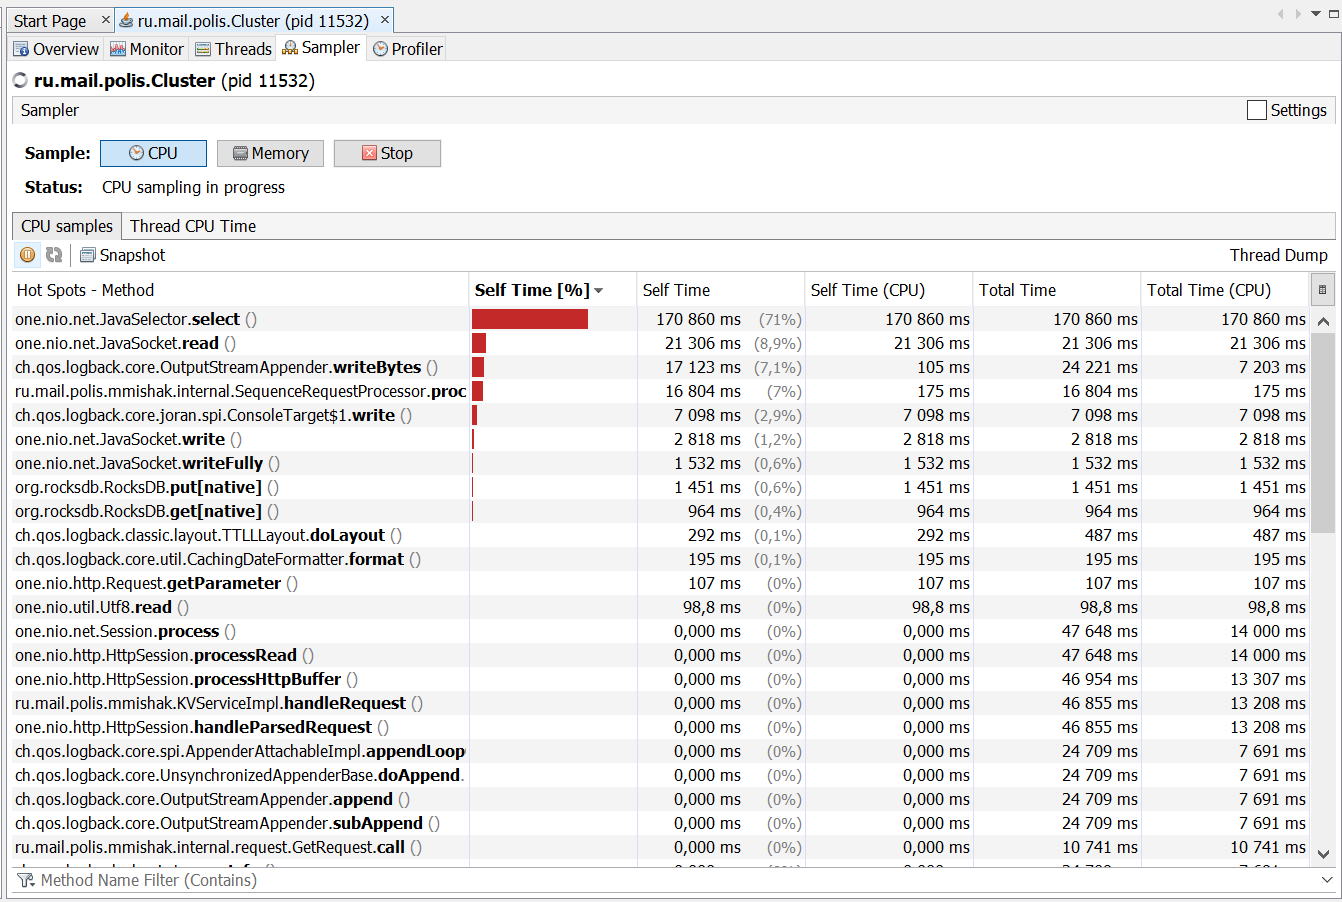 Start Page × ru.mail.polis.Cluster (pid 11532) ×
Overview Monitor Threads Sampler Profiler
ru.mail.polis.Cluster (pid 11532)
Sampler Settings
Sample: CPU Memory Stop
Status: CPU sampling in progress
CPU samples Thread CPU Time
Snapshot Thread Dump
Hot Spots - Method Self Time [%] Self Time Self Time (CPU) Total Time Total Time (CPU)
one.nio.net.JavaSelector.select () 170 860 ms (71%) 170 860 ms 170 860 ms 170 860 ms
one.nio.net.JavaSocket.read () 21 306 ms (8,9%) 21 306 ms 21 306 ms 21 306 ms
ch.qos.logback.core.OutputStreamAppender.writeBytes () 17 123 ms (7,1%) 105 ms 24 221 ms 7 203 ms
ru.mail.polis.mmishak.internal.SequenceRequestProcessor.proc 16 804 ms (7%) 175 ms 16 804 ms 175 ms
ch.qos.logback.core.joran.spi.ConsoleTarget$1.write () 7 098 ms (2,9%) 7 098 ms 7 098 ms 7 098 ms
one.nio.net.JavaSocket.write () 2 818 ms (1,2%) 2 818 ms 2 818 ms 2 818 ms
one.nio.net.JavaSocket.writeFully () 1 532 ms (0,6%) 1 532 ms 1 532 ms 1 532 ms
org.rocksdb.RocksDB.put[native] () 1 451 ms (0,6%) 1 451 ms 1 451 ms 1 451 ms
org.rocksdb.RocksDB.get[native] () 964 ms (0,4%) 964 ms 964 ms 964 ms
ch.qos.logback.classic.layout.TTLLLayout.doLayout () 292 ms (0,1%) 292 ms 487 ms 487 ms
ch.qos.logback.core.util.CachingDateFormatter.format () 195 ms (0,1%) 195 ms 195 ms 195 ms
one.nio.http.Request.getParameter () 107 ms (0%) 107 ms 107 ms 107 ms
one.nio.util.Utf8.read () 98,8 ms (0%) 98,8 ms 98,8 ms 98,8 ms
one.nio.net.Session.process () 0,000 ms (0%) 0,000 ms 47 648 ms 14 000 ms
one.nio.http.HttpSession.processRead () 0,000 ms (0%) 0,000 ms 47 648 ms 14 000 ms
one.nio.http.HttpSession.processHttpBuffer () 0,000 ms (0%) 0,000 ms 46 954 ms 13 307 ms
ru.mail.polis.mmishak.KVServiceImpl.handleRequest () 0,000 ms (0%) 0,000 ms 46 855 ms 13 208 ms
one.nio.http.HttpSession.handleParsedRequest () 0,000 ms (0%) 0,000 ms 46 855 ms 13 208 ms
ch.qos.logback.core.spi.AppenderAttachableImpl.appendLoop 0,000 ms (0%) 0,000 ms 24 709 ms 7 691 ms
ch.qos.logback.core.UnsynchronizedAppenderBase.doAppend 0,000 ms (0%) 0,000 ms 24 709 ms 7 691 ms
ch.qos.logback.core.OutputStreamAppender.append () 0,000 ms (0%) 0,000 ms 24 709 ms 7 691 ms
ch.qos.logback.core.OutputStreamAppender.subAppend () 0,000 ms (0%) 0,000 ms 24 709 ms 7 691 ms
ru.mail.polis.mmishak.internal.request.GetRequest.call () 0,000 ms (0%) 0,000 ms 10 741 ms 10 741 ms
Method Name Filter (Contains)